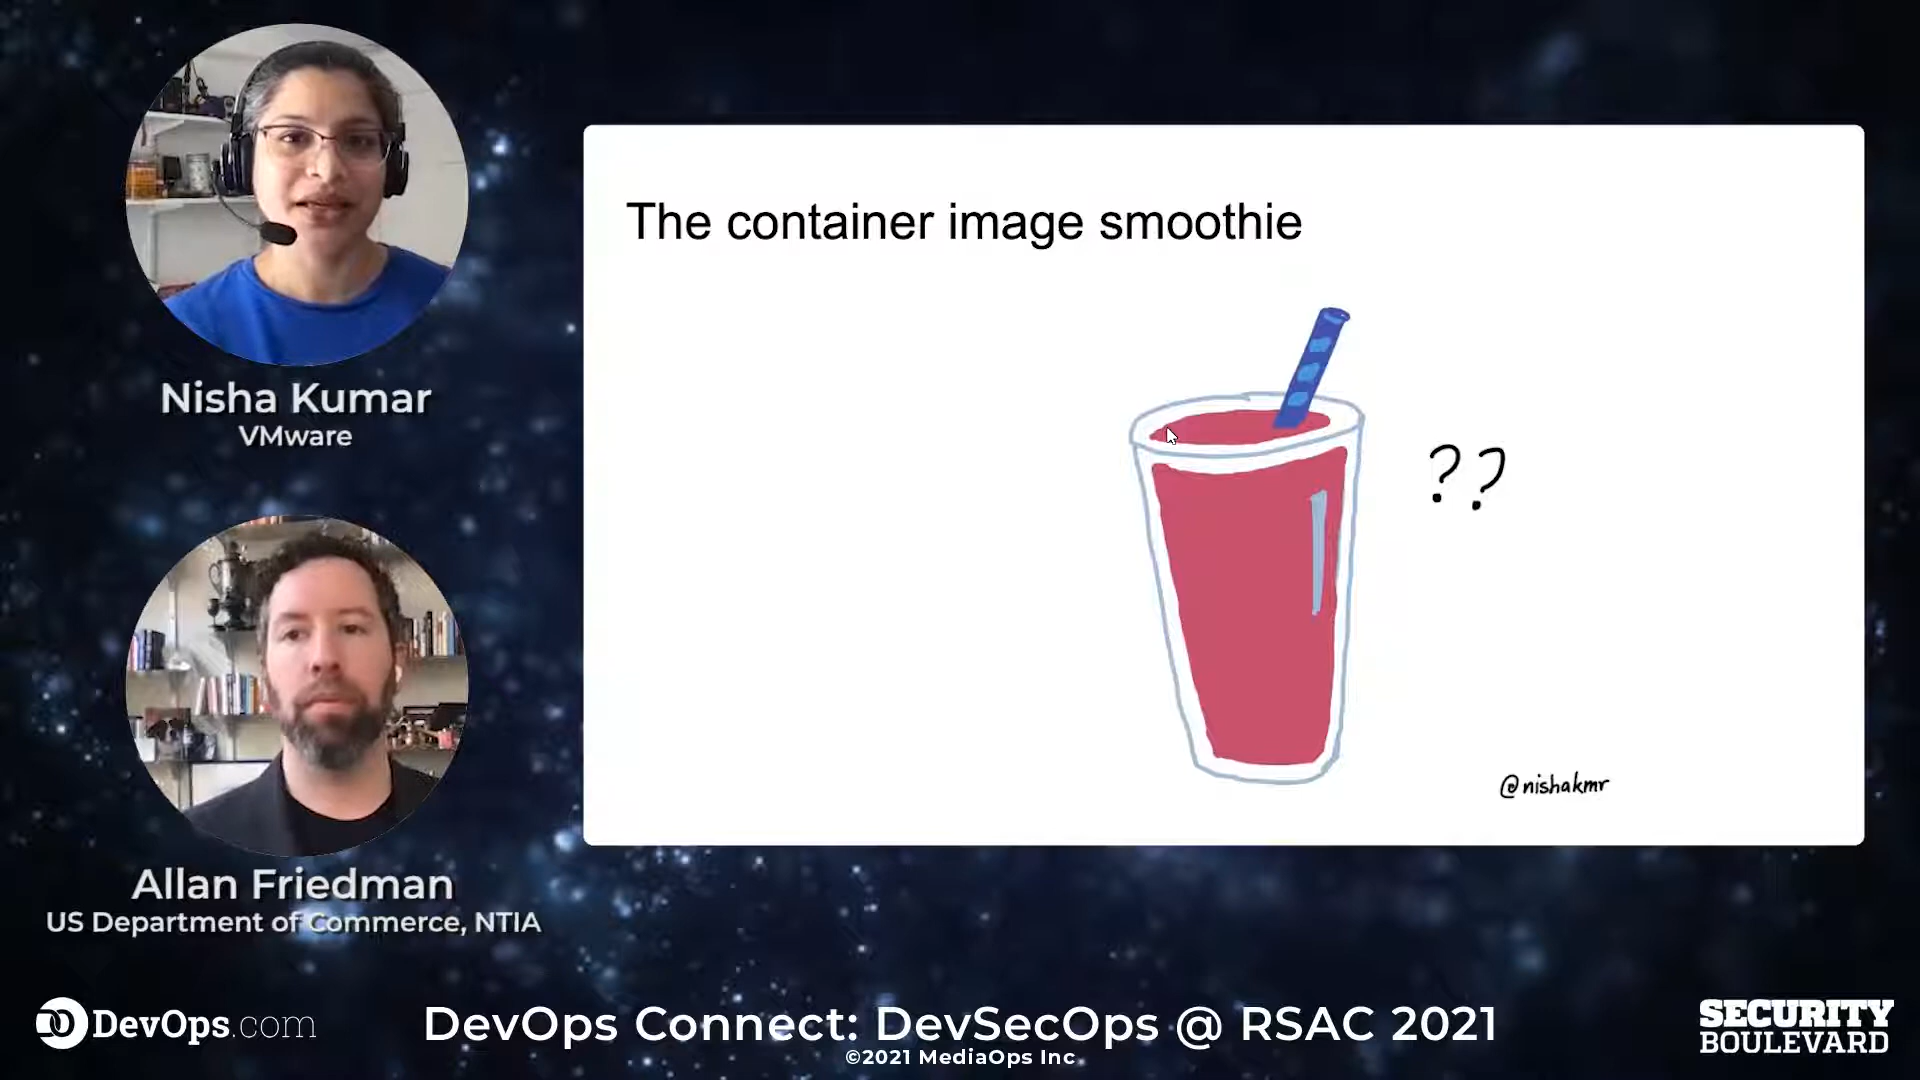 Nisha Kumar
VMware
Allan Friedman
US Department of Commerce, NTIA
The container image smoothie
??
@nishakmr
DevOps.com
DevOps Connect: DevSecOps @ RSAC 2021
©2021 MediaOps Inc
SECURITY
BOULEVARD